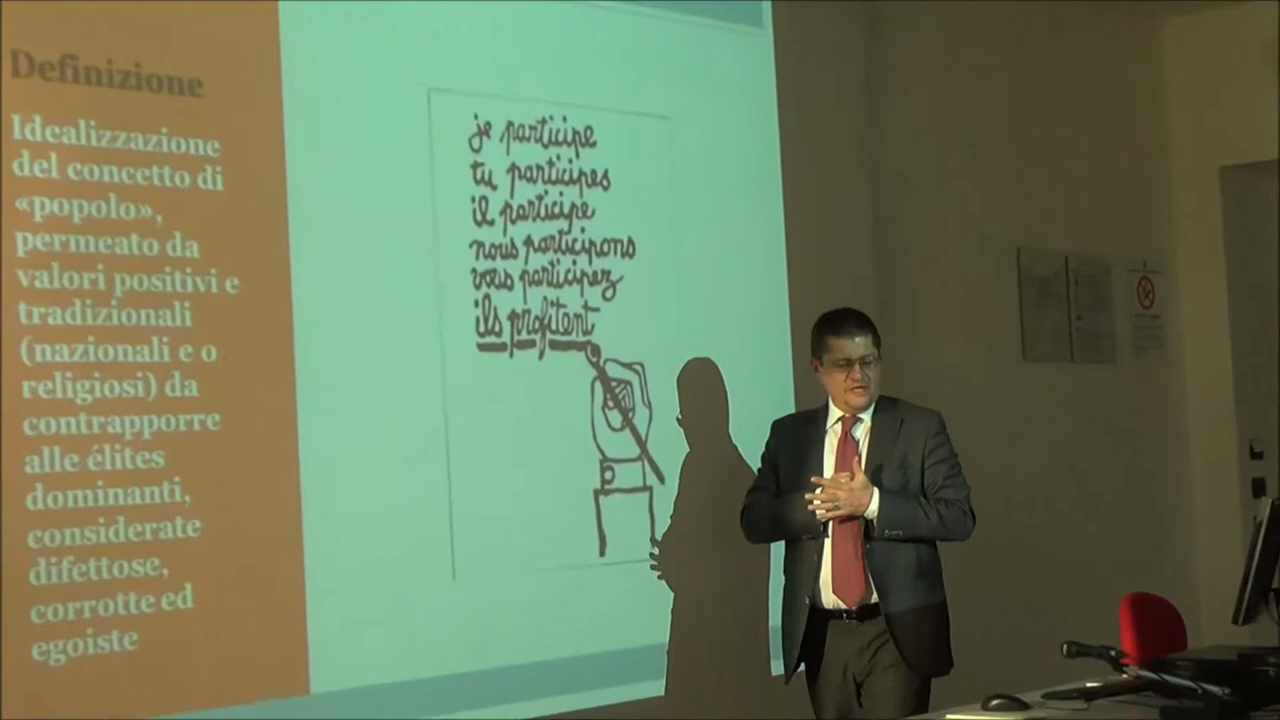 Definizione
Idealizzazione
del concetto di
«popolo»,
permeato da
valori positivi e
tradizionali
(nazionali e o
religiosi) da
contrapporre
alle élites
dominanti,
considerate
difettose,
corrotte ed
egoiste
je participe
tu participes
il participe
nous participons
vous participez
ils profitent